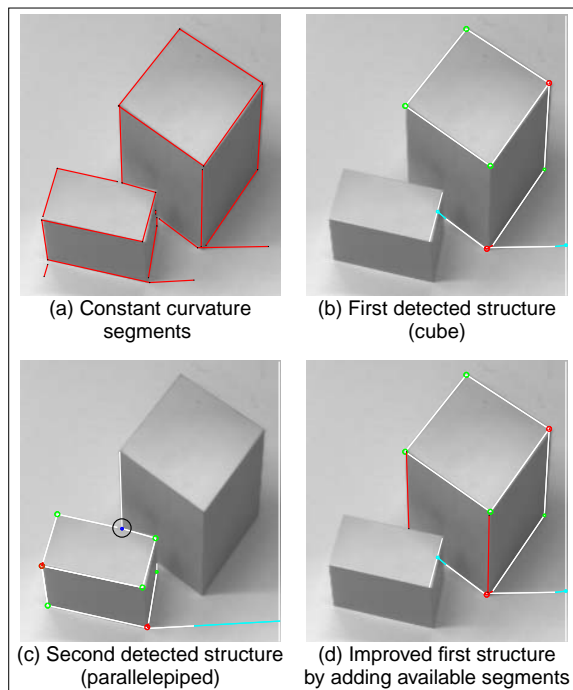 (a) Constant curvature
segments
(b) First detected structure
(cube)
(c) Second detected structure
(parallelepiped)
(d) Improved first structure
by adding available segments